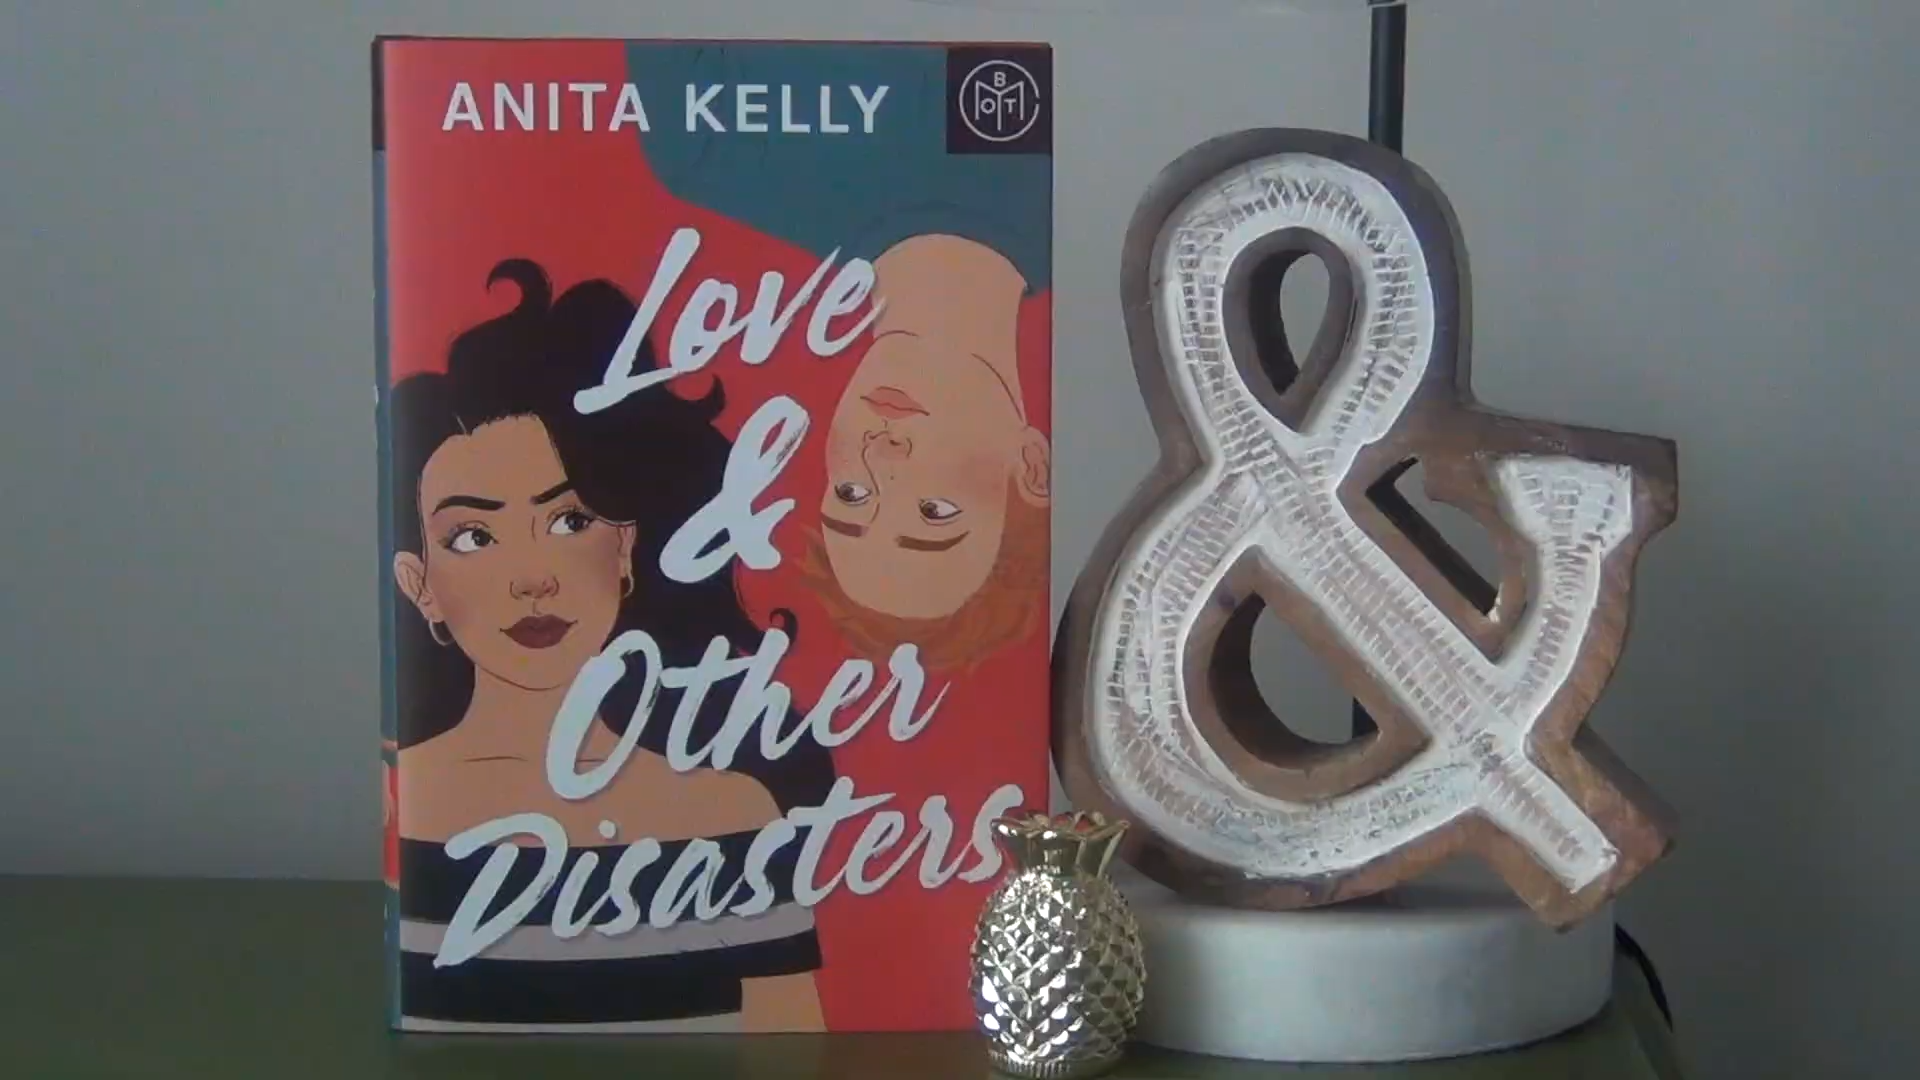 ANITA KELLY
BOTM
Love
&
Other
Disasters
&